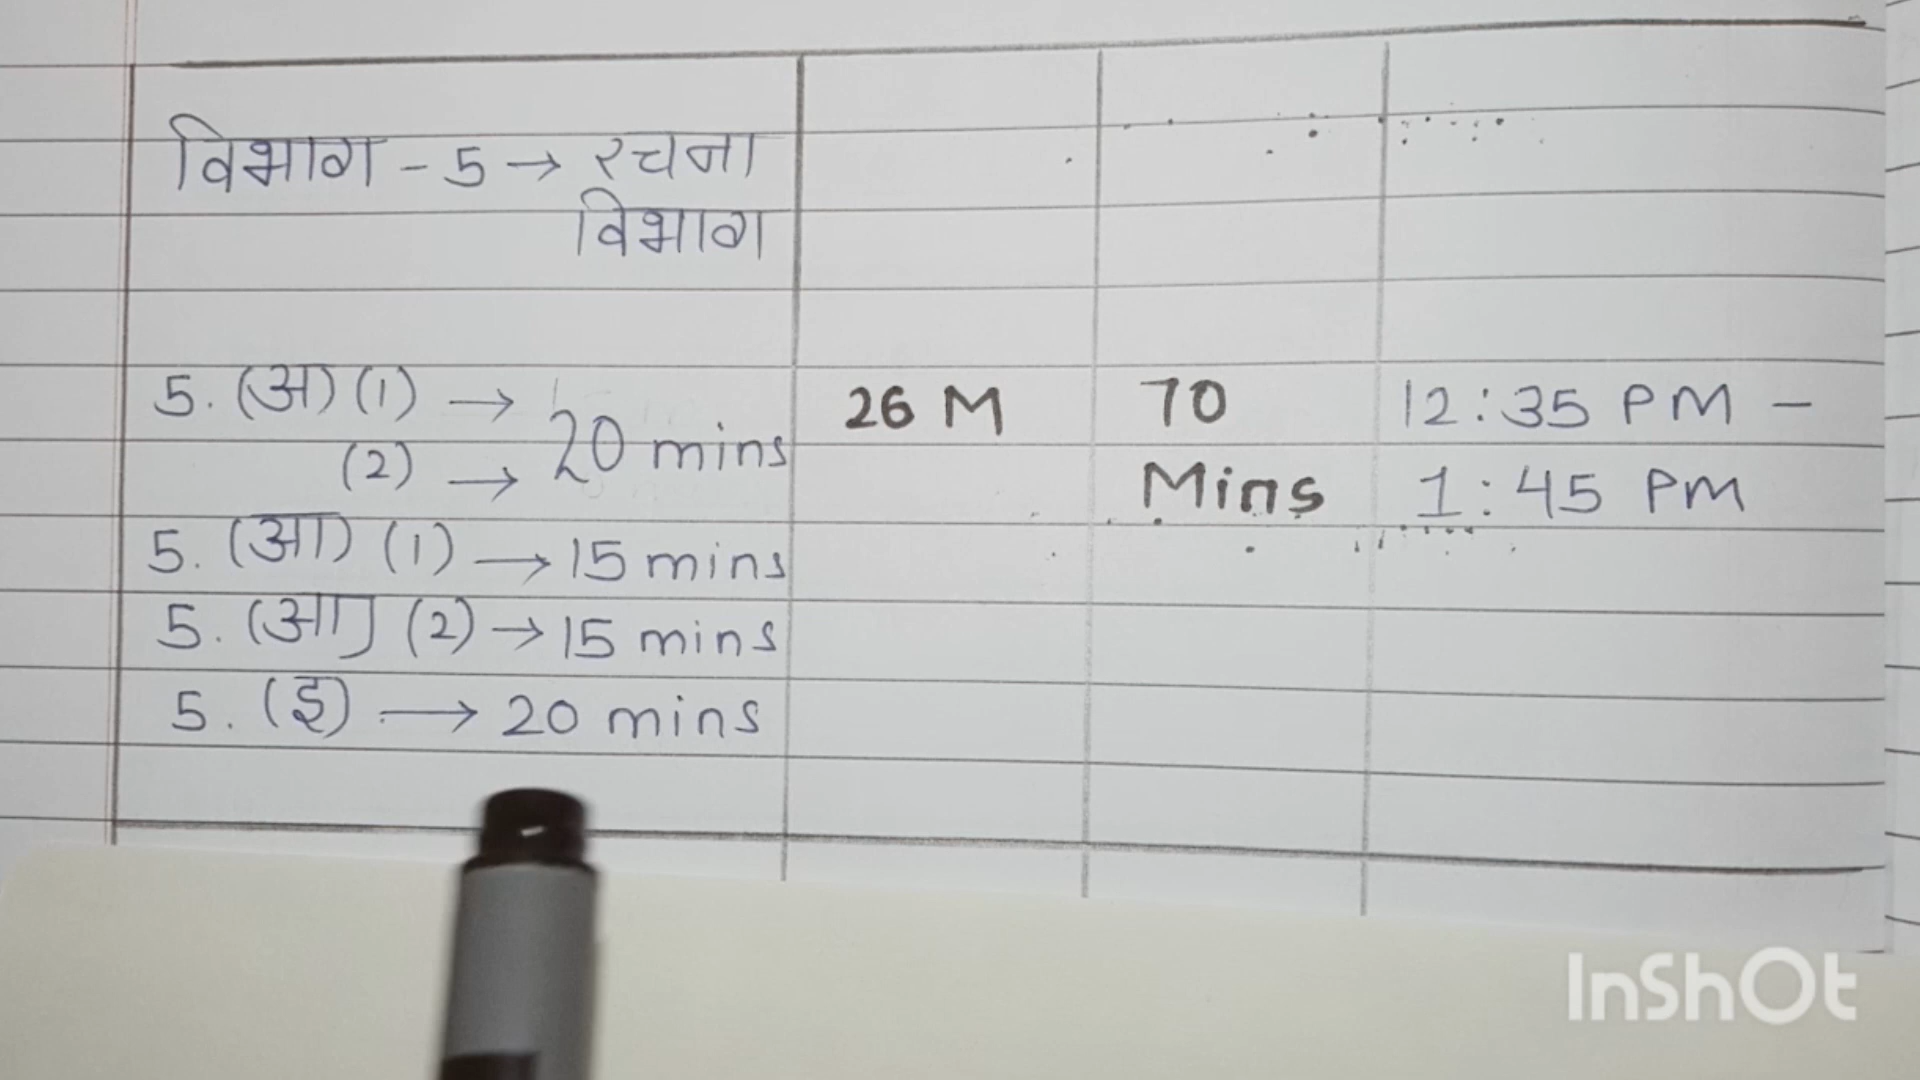 विभाग - 5 → रचना
विभाग
5. (अ) (1) →
(2) → 20 mins
5. (आ) (1) → 15 mins
5. (आ) (2) → 15 mins
5. (इ) → 20 mins
26 M
70
Mins
12:35 PM -
1:45 PM
InShOt